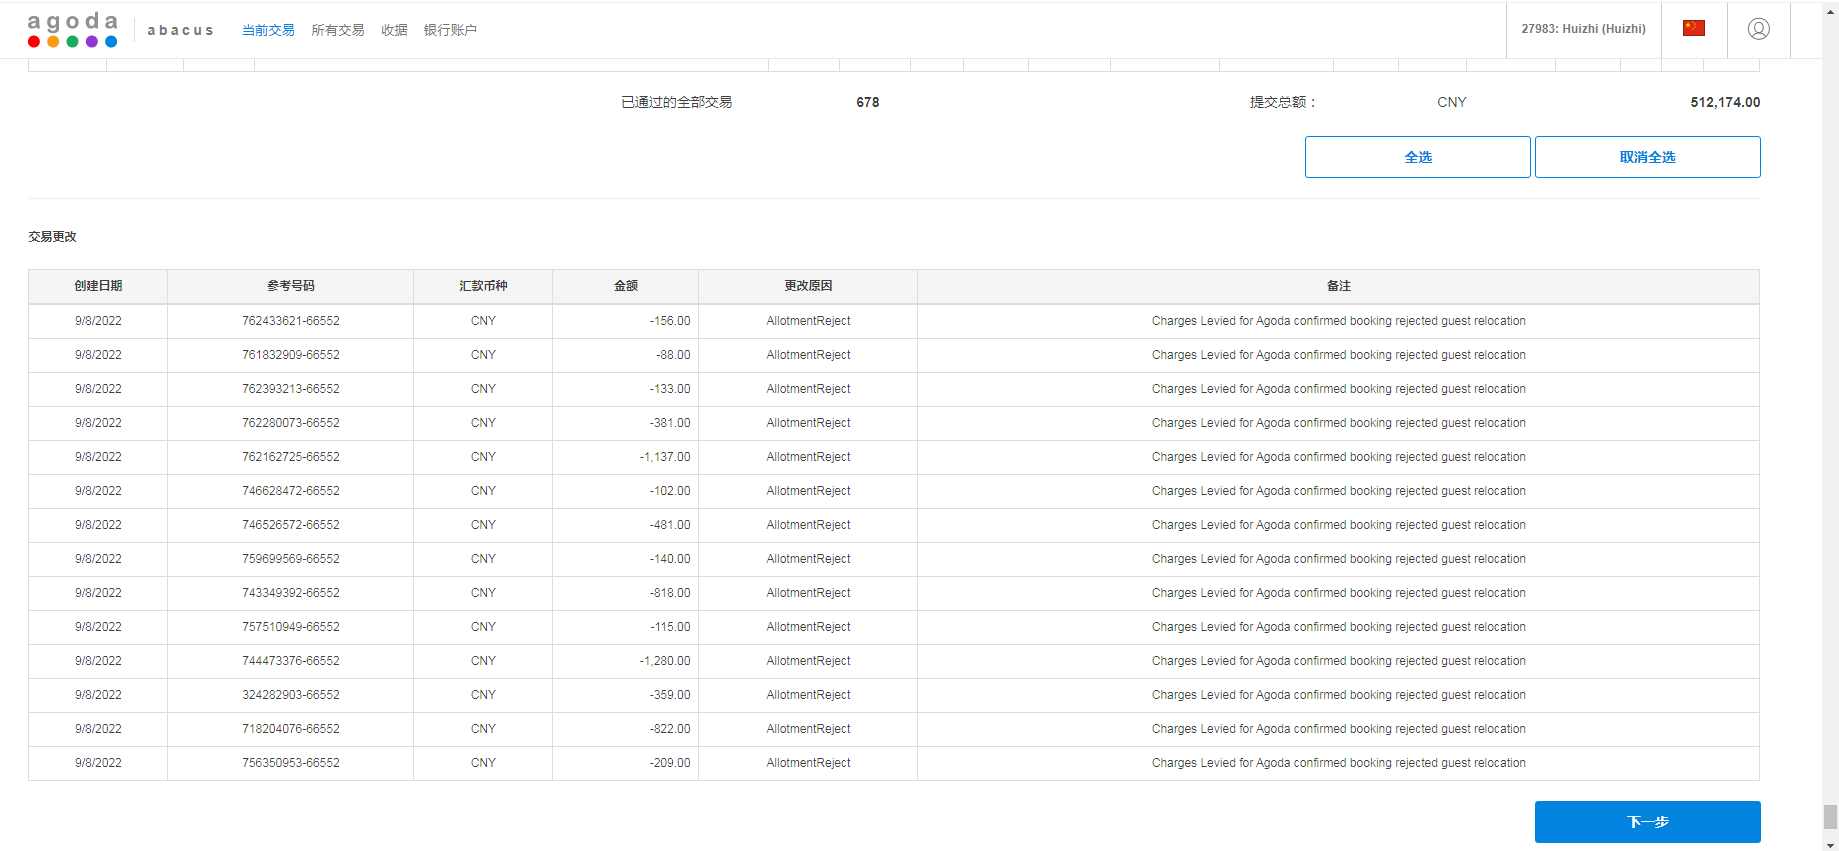 agoda abacus 当前交易 所有交易 收据 银行账户 27983: Huizhi (Huizhi)
已通过的全部交易 678 提交总额： CNY 512,174.00
全选 取消全选
交易更改
创建日期 参考号码 汇款币种 金额 更改原因 备注
9/8/2022 762433621-66552 CNY -156.00 AllotmentReject Charges Levied for Agoda confirmed booking rejected guest relocation
9/8/2022 761832909-66552 CNY -88.00 AllotmentReject Charges Levied for Agoda confirmed booking rejected guest relocation
9/8/2022 762393213-66552 CNY -133.00 AllotmentReject Charges Levied for Agoda confirmed booking rejected guest relocation
9/8/2022 762280073-66552 CNY -381.00 AllotmentReject Charges Levied for Agoda confirmed booking rejected guest relocation
9/8/2022 762162725-66552 CNY -1,137.00 AllotmentReject Charges Levied for Agoda confirmed booking rejected guest relocation
9/8/2022 746628472-66552 CNY -102.00 AllotmentReject Charges Levied for Agoda confirmed booking rejected guest relocation
9/8/2022 746526572-66552 CNY -481.00 AllotmentReject Charges Levied for Agoda confirmed booking rejected guest relocation
9/8/2022 759699569-66552 CNY -140.00 AllotmentReject Charges Levied for Agoda confirmed booking rejected guest relocation
9/8/2022 743349392-66552 CNY -818.00 AllotmentReject Charges Levied for Agoda confirmed booking rejected guest relocation
9/8/2022 757510949-66552 CNY -115.00 AllotmentReject Charges Levied for Agoda confirmed booking rejected guest relocation
9/8/2022 744473376-66552 CNY -1,280.00 AllotmentReject Charges Levied for Agoda confirmed booking rejected guest relocation
9/8/2022 324282903-66552 CNY -359.00 AllotmentReject Charges Levied for Agoda confirmed booking rejected guest relocation
9/8/2022 718204076-66552 CNY -822.00 AllotmentReject Charges Levied for Agoda confirmed booking rejected guest relocation
9/8/2022 756350953-66552 CNY -209.00 AllotmentReject Charges Levied for Agoda confirmed booking rejected guest relocation
下一步